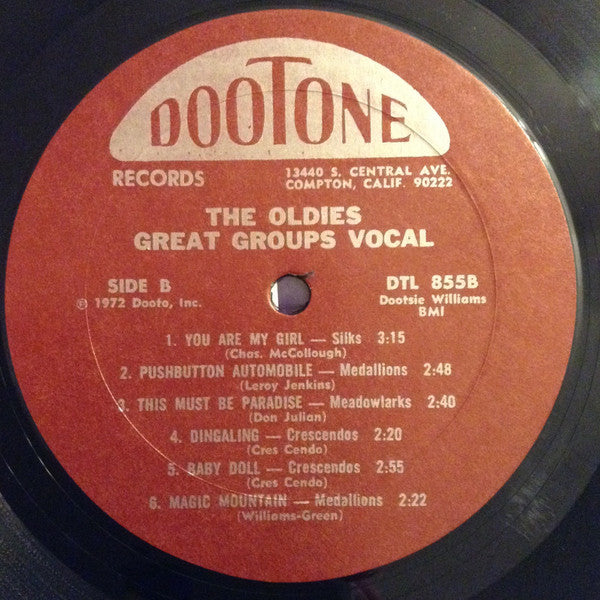 DOOTONE
RECORDS
13440 S. CENTRAL AVE.
COMPTON, CALIF. 90222
THE OLDIES
GREAT GROUPS VOCAL
SIDE B
© 1972 Dooto, Inc.
DTL 855B
Dootsie Williams
BMI
1. YOU ARE MY GIRL — Silks 3:15
(Chas. McCollough)
2. PUSHBUTTON AUTOMOBILE — Medallions 2:48
(Leroy Jenkins)
3. THIS MUST BE PARADISE — Meadowlarks 2:40
(Don Julian)
4. DINGALING — Crescendos 2:20
(Cres Cendo)
5. BABY DOLL — Crescendos 2:55
(Cres Cendo)
6. MAGIC MOUNTAIN — Medallions 2:22
(Williams-Green)